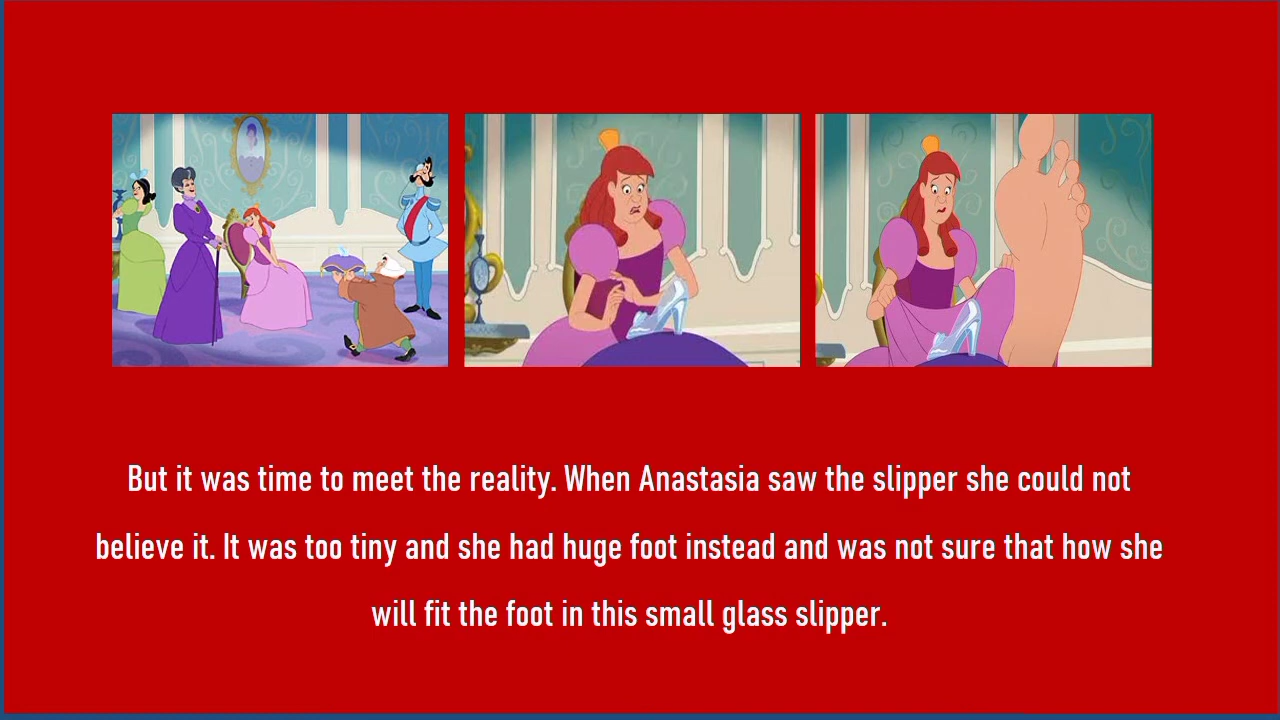 But it was time to meet the reality. When Anastasia saw the slipper she could not
believe it. It was too tiny and she had huge foot instead and was not sure that how she
will fit the foot in this small glass slipper.